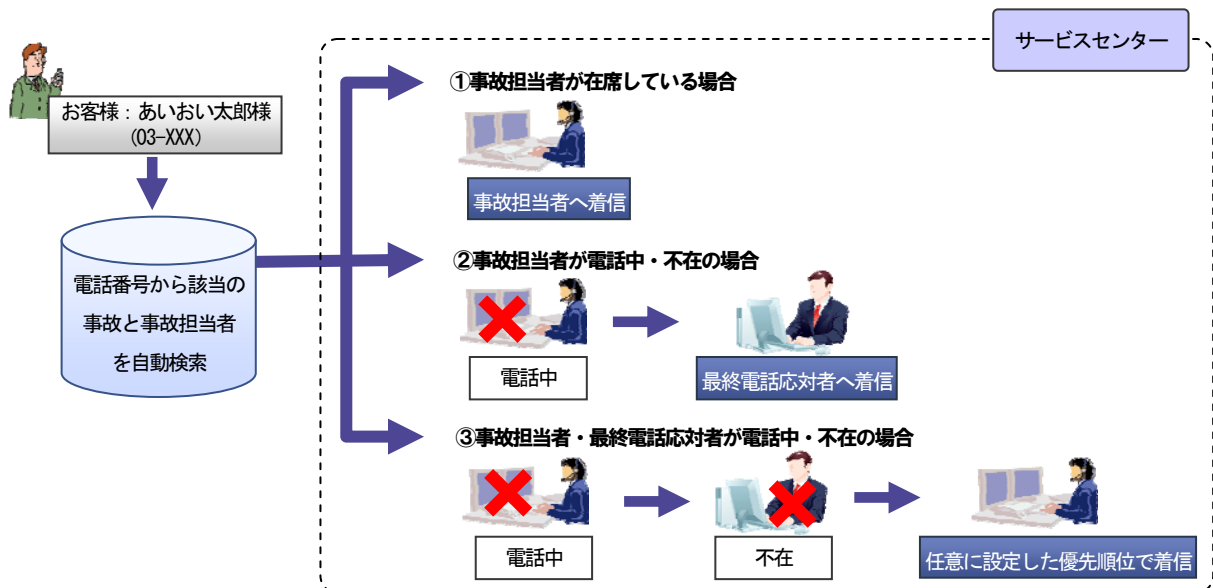 サービスセンター
お客様：あいおい太郎様
(03-XXX)
電話番号から該当の
事故と事故担当者
を自動検索
①事故担当者が在席している場合
事故担当者へ着信
②事故担当者が電話中・不在の場合
電話中
最終電話応対者へ着信
③事故担当者・最終電話応対者が電話中・不在の場合
電話中
不在
任意に設定した優先順位で着信